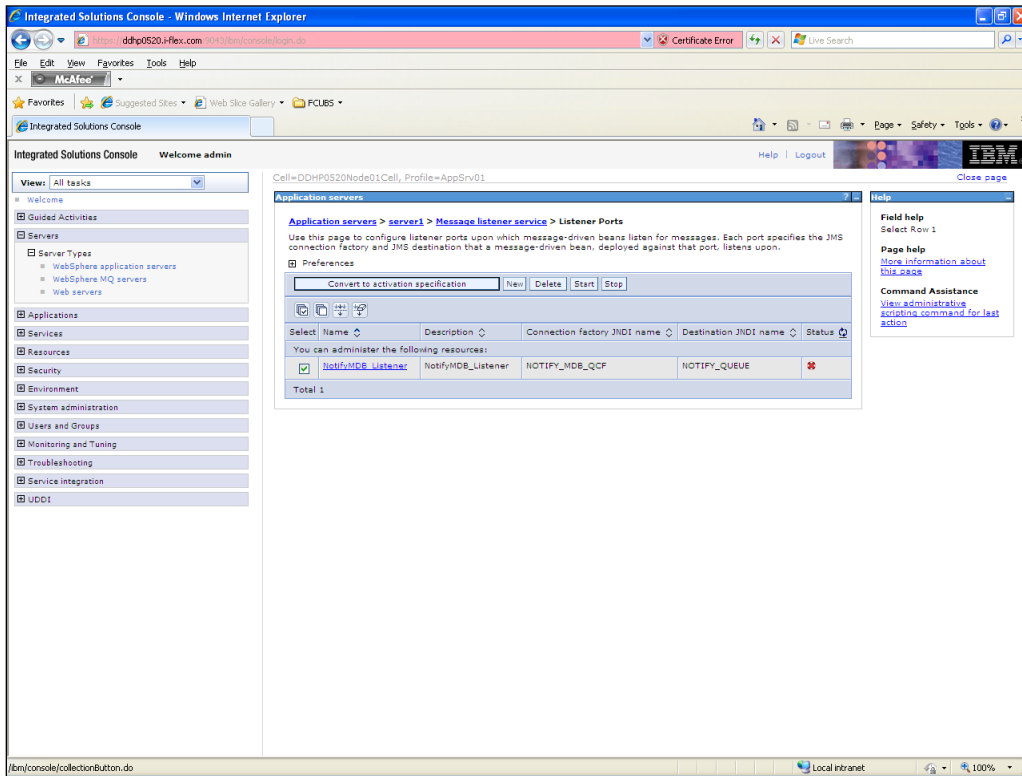 Integrated Solutions Console - Windows Internet Explorer
https://ddhp0520.i-flex.com:9043/ibm/console/login.do
Certificate Error
Live Search
File Edit View Favorites Tools Help
McAfee
Favorites Suggested Sites Web Slice Gallery FCUBS
Integrated Solutions Console
Page Safety Tools
Integrated Solutions Console Welcome admin
Help | Logout
IBM
View: All tasks
Welcome
Guided Activities
Servers
Server Types
WebSphere application servers
WebSphere MQ servers
Web servers
Applications
Services
Resources
Security
Environment
System administration
Users and Groups
Monitoring and Tuning
Troubleshooting
Service integration
UDDI
Cell=DDHP0520Node01Cell, Profile=AppSrv01
Close page
Application servers
Application servers > server1 > Message listener service > Listener Ports
Use this page to configure listener ports upon which message-driven beans listen for messages. Each port specifies the JMS
connection factory and JMS destination that a message-driven bean, deployed against that port, listens upon.
Preferences
Convert to activation specification New Delete Start Stop
Select Name Description Connection factory JNDI name Destination JNDI name Status
You can administer the following resources:
NotifyMDB_Listener NotifyMDB_Listener NOTIFY_MDB_QCF NOTIFY_QUEUE
Total 1
Help
Field help
Select Row 1
Page help
More information about
this page
Command Assistance
View administrative
scripting command for last
action
/ibm/console/collectionButton.do
Local intranet
100%